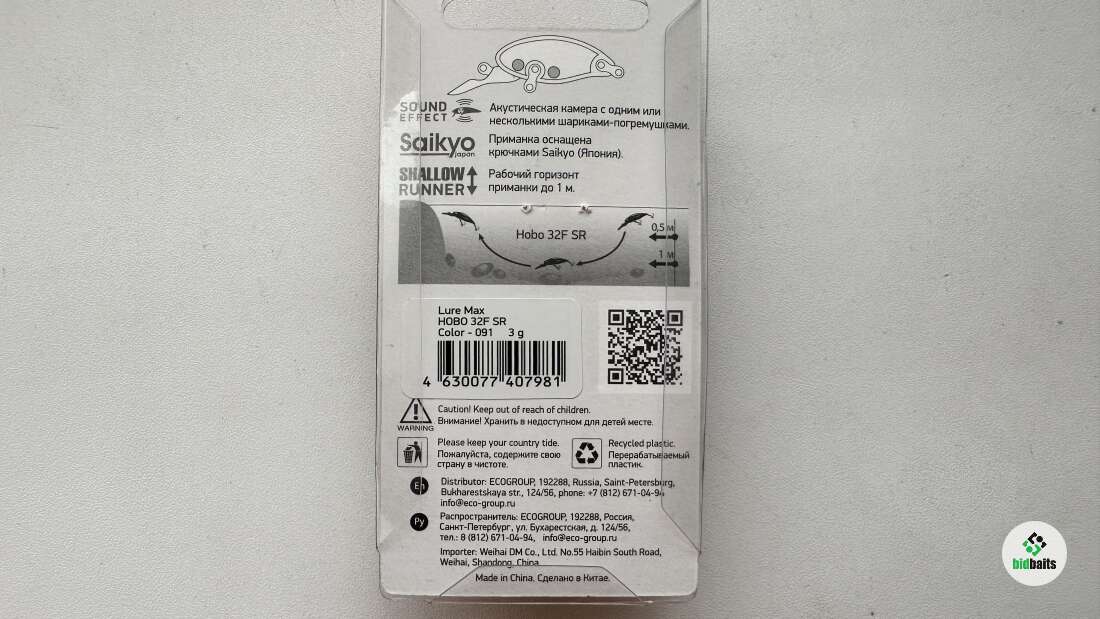 SOUND
EFFECT
Акустическая камера с одним или
несколькими шариками-погремушками.
Saikyo
Japan
Приманка оснащена
крючками Saikyo (Япония).
SHALLOW
RUNNER
Рабочий горизонт
приманки до 1 м.
Hobo 32F SR
0,5 м
1 м
Lure Max
HOBO 32F SR
Color - 091 3 g
4 630077 407981
WARNING
Caution! Keep out of reach of children.
Внимание! Хранить в недоступном для детей месте.
Please keep your country tide.
Пожалуйста, содержите свою
страну в чистоте.
Recycled plastic.
Перерабатываемый
пластик.
En
Distributor: ECOGROUP, 192288, Russia, Saint-Petersburg,
Bukharestskaya str., 124/56, phone: +7 (812) 671-04-94
info@eco-group.ru
Ру
Распространитель: ECOGROUP, 192288, Россия,
Санкт-Петербург, ул. Бухарестская, д. 124/56,
тел.: 8 (812) 671-04-94, info@eco-group.ru
Importer: Weihai DM Co., Ltd. No.55 Haibin South Road,
Weihai, Shandong, China
Made in China. Сделано в Китае.
bidbaits